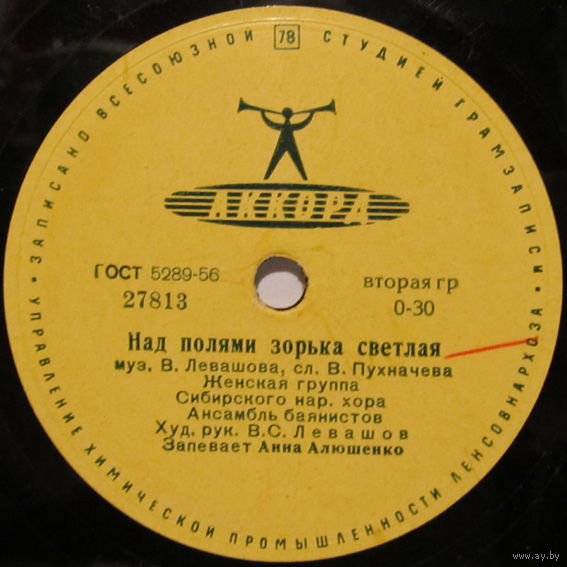 ЗАПИСАНО ВСЕСОЮЗНОЙ 78 СТУДИЕЙ ГРАМЗАПИСИ
УПРАВЛЕНИЕ ХИМИЧЕСКОЙ ПРОМЫШЛЕННОСТИ ЛЕНСОВНАРХОЗА
АККОРД
ГОСТ 5289-56
27813
вторая гр
0-30
Над полями зорька светлая
муз. В. Левашова, сл. В. Пухначева
Женская группа
Сибирского нар. хора
Ансамбль баянистов
Худ. рук. В.С. Левашов
Запевает Анна Алюшенко
www.ay.by